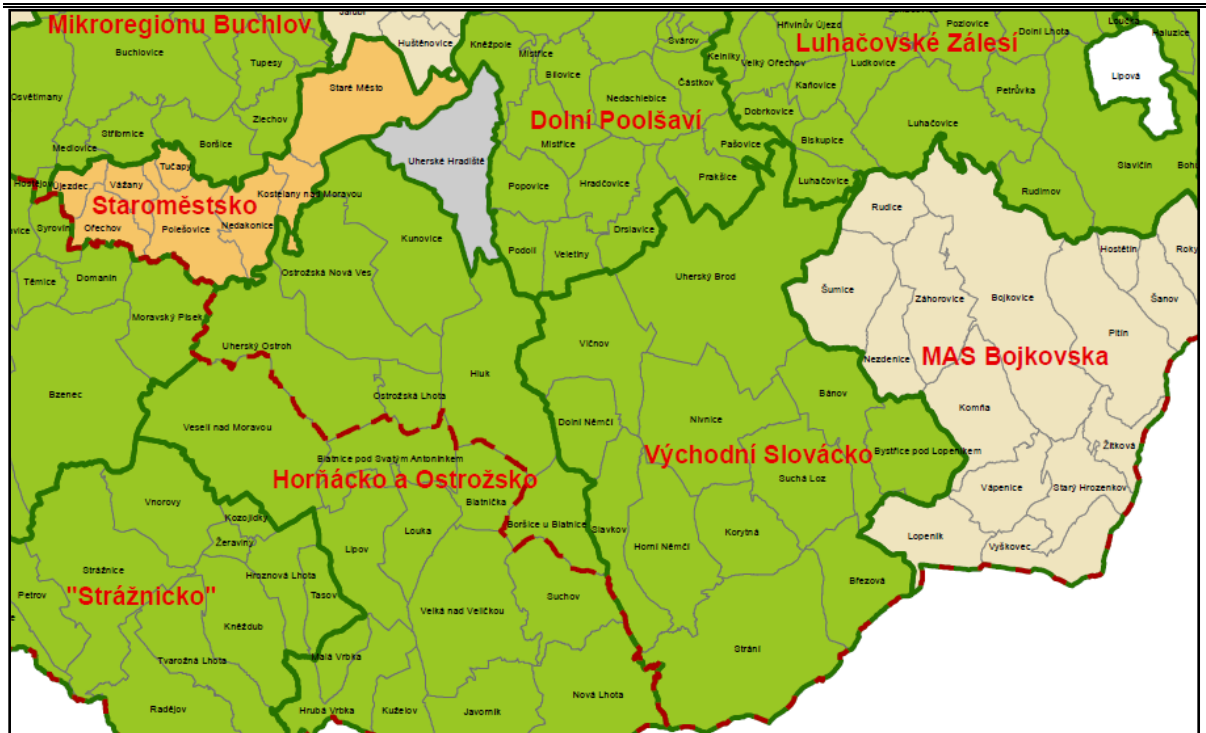 Jarubí
Mikroregionu Buchlov
Huštěnovice
Kněžpole
Svárov
Hřivínův Újezd
Pozlovice
Dolní Lhota
Loučka
Haluzice
Buchlovice
Tupesy
Mistřice
Kelníky
Luhačovské Zálesí
Bílovice
Velký Ořechov
Ludkovice
Lipová
Osvětimany
Staré Město
Částkov
Kaňovice
Petrůvka
Nedachlebice
Zlechov
Dolní Poolšaví
Dobrkovice
Luhačovice
Stříbrnice
Boršice
Mistřice
Pašovice
Biskupice
Medlovice
Tučapy
Uherské Hradiště
Slavičín
Prakšice
Luhačovice
Újezdec
Vážany
Popovice
Hradčovice
Rudimov
Kostelany nad Moravou
Staroměstsko
Rudice
Syrovín
Ořechov
Polešovice
Nedakonice
Drslavice
Kunovice
Podolí
Veletiny
Hostětín
Ostrožská Nová Ves
Uherský Brod
Domanín
Těmice
Šumice
Záhorovice
Bojkovice
Šanov
Moravský Písek
Pitín
Uherský Ostroh
Vlčnov
Nezdenice
MAS Bojkovska
Hluk
Bzenec
Ostrožská Lhota
Bánov
Komňa
Veselí nad Moravou
Dolní Němčí
Nivnice
Blatnice pod Svatým Antonínkem
Východní Slovácko
Bystřice pod Lopeníkem
Žítková
Horňácko a Ostrožsko
Suchá Loz
Vápenice
Starý Hrozenkov
Vnorovy
Blatnička
Kozojídky
Boršice u Blatnice
Slavkov
Louka
Korytná
Lopeník
Žeraviny
Lipov
Horní Němčí
Vyškovec
Strážnice
Hroznová Lhota
Březová
Petrov
"Strážnicko"
Tasov
Suchov
Velká nad Veličkou
Kněždub
Strání
Tvarožná Lhota
Malá Vrbka
Nová Lhota
Radějov
Hrubá Vrbka
Kuželov
Javorník